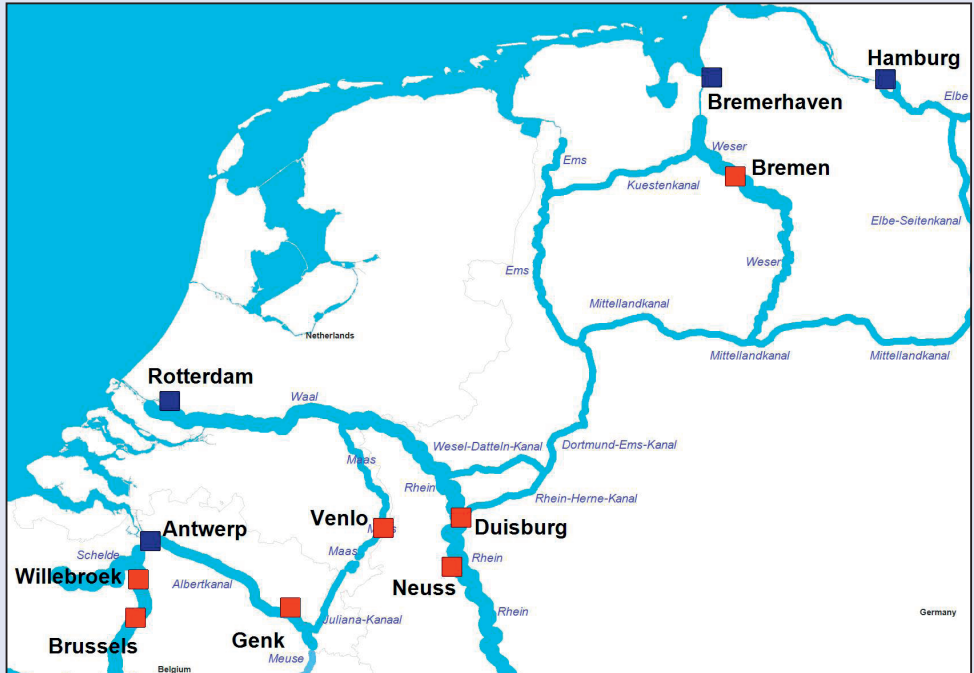 Hamburg
Elbe
Bremerhaven
Weser
Ems
Bremen
Kuestenkanal
Elbe-Seitenkanal
Weser
Ems
Mittellandkanal
Netherlands
Mittellandkanal
Mittellandkanal
Rotterdam
Waal
Wesel-Datteln-Kanal
Dortmund-Ems-Kanal
Maas
Rhein
Rhein-Herne-Kanal
Venlo
Antwerp
Maas
Duisburg
Schelde
Maas
Rhein
Willebroek
Albertkanal
Neuss
Rhein
Germany
Juliana-Kanaal
Genk
Brussels
Meuse
Belgium